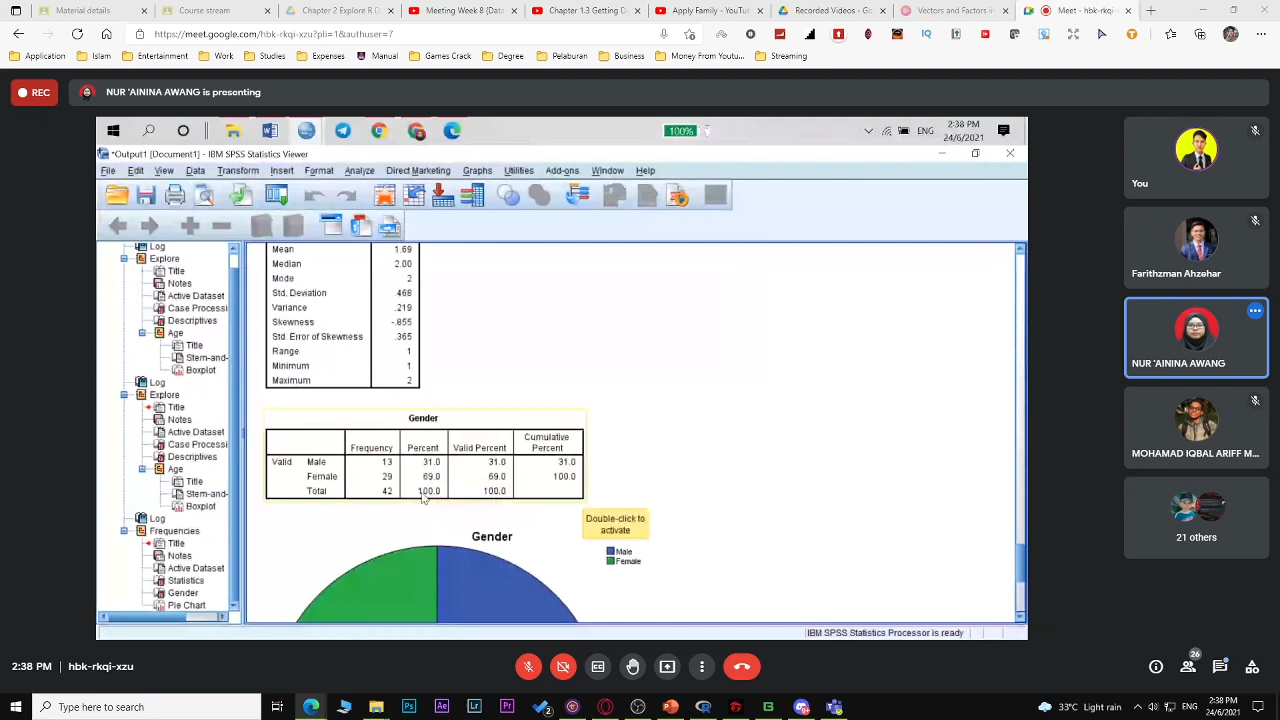 Material details
Course stream
Chapter 2 Explore R D
Meeting Week 8 (Data
Chapter 1.3 Getting D
Apply Family - YouTu
Recorded Videos - Go
Vectors and Factors in
Meet - hbk-rkqi-
https://meet.google.com/hbk-rkqi-xzu?pli=1&authuser=7
Application
Islam
Entertainment
Work
Studies
Expenses
Manual
Games Crack
Degree
Pelaburan
Business
Money From Youtub...
Streaming
REC
NUR 'AININA AWANG is presenting
100%
ENG
2:38 PM
24/6/2021
*Output1 [Document1] - IBM SPSS Statistics Viewer
File Edit View Data Transform Insert Format Analyze Direct Marketing Graphs Utilities Add-ons Window Help
Log
Explore
Title
Notes
Active Dataset
Case Processi
Descriptives
Age
Title
Stem-and-
Boxplot
Log
Explore
Title
Notes
Active Dataset
Case Processi
Descriptives
Age
Title
Stem-and-
Boxplot
Log
Frequencies
Title
Notes
Active Dataset
Statistics
Gender
Pie Chart
Mean 1.69
Median 2.00
Mode 2
Std. Deviation .468
Variance .219
Skewness -.855
Std. Error of Skewness .365
Range 1
Minimum 1
Maximum 2
Gender
Frequency Percent Valid Percent Cumulative Percent
Valid Male 13 31.0 31.0 31.0
Female 29 69.0 69.0 100.0
Total 42 100.0 100.0
Double-click to
activate
Gender
Male
Female
IBM SPSS Statistics Processor is ready
You
Farithzman Ahzehar
NUR 'AININA AWANG
MOHAMAD IQBAL ARIFF M...
21 others
2:38 PM | hbk-rkqi-xzu
26
Type here to search
33°C Light rain
ENG
2:38 PM
24/6/2021